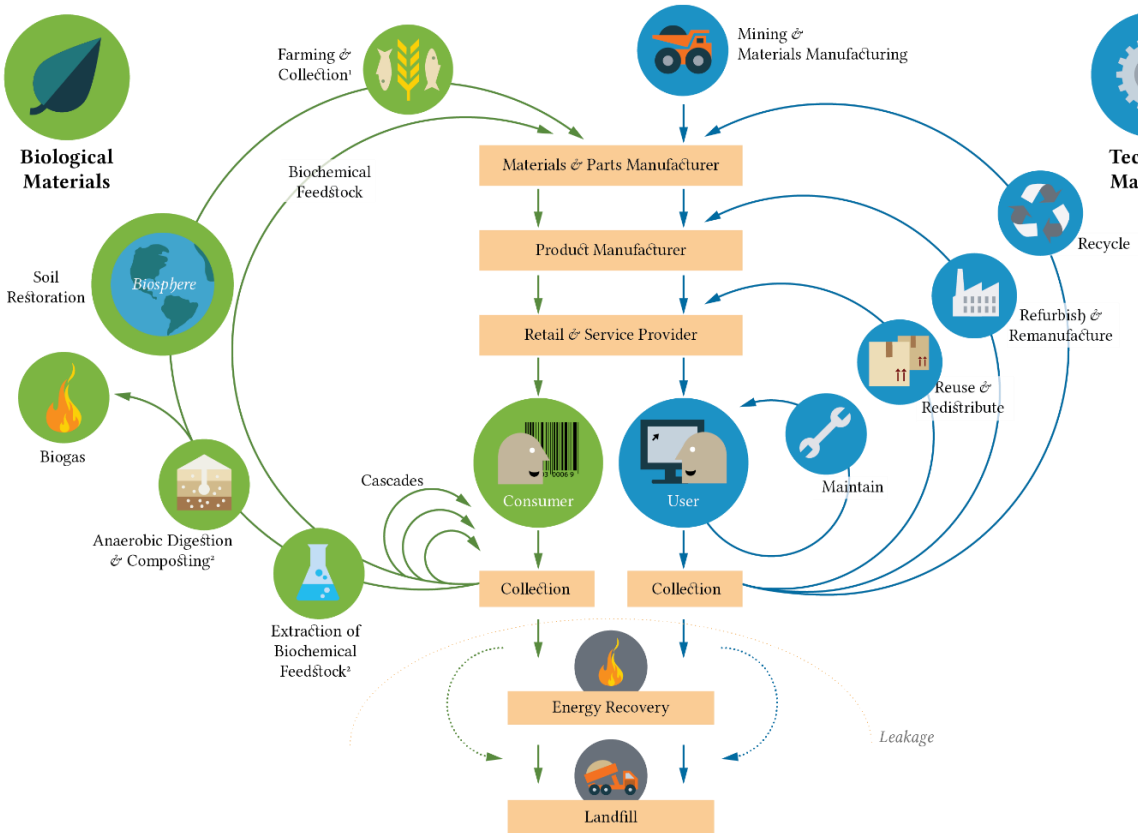 Biological
Materials
Farming &
Collection¹
Mining &
Materials Manufacturing
Biochemical
Feedstock
Materials & Parts Manufacturer
Product Manufacturer
Retail & Service Provider
Soil
Restoration
Biosphere
Biogas
Anaerobic Digestion
& Composting²
Extraction of
Biochemical
Feedstock²
Cascades
Consumer
User
Maintain
Reuse &
Redistribute
Refurbish &
Remanufacture
Recycle
Tec
Ma
Collection
Collection
Energy Recovery
Leakage
Landfill